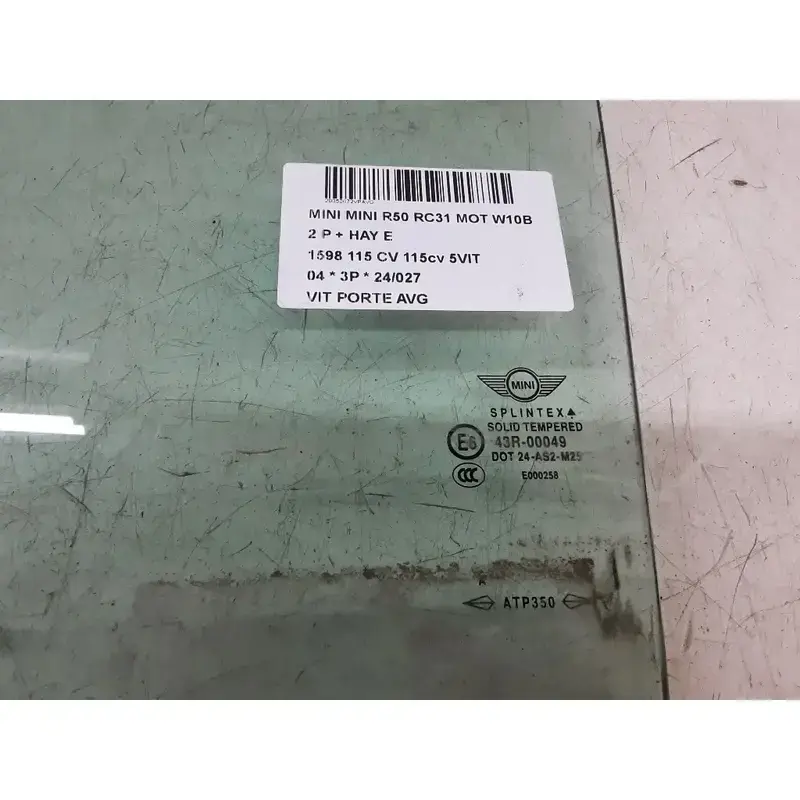 MINI MINI R50 RC31 MOT W10B
2 P + HAY E
1598 115 CV 115cv 5VIT
04 * 3P * 24/027
VIT PORTE AVG
MINI
SPLINTEX
SOLID TEMPERED
E6 43R-00049
DOT 24-AS2-M25
CCC E000258
ATP350